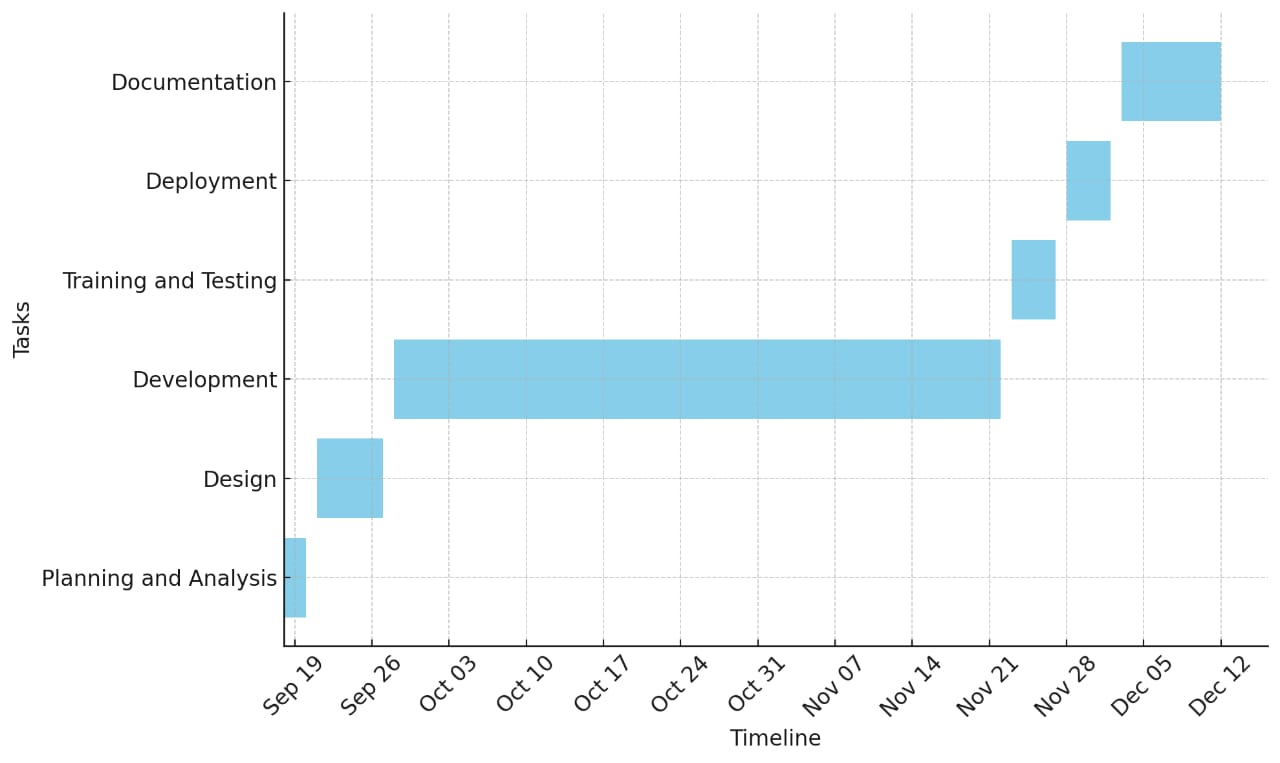 Documentation
Deployment
Training and Testing
Development
Design
Planning and Analysis
Tasks
Sep 19
Sep 26
Oct 03
Oct 10
Oct 17
Oct 24
Oct 31
Nov 07
Nov 14
Nov 21
Nov 28
Dec 05
Dec 12
Timeline